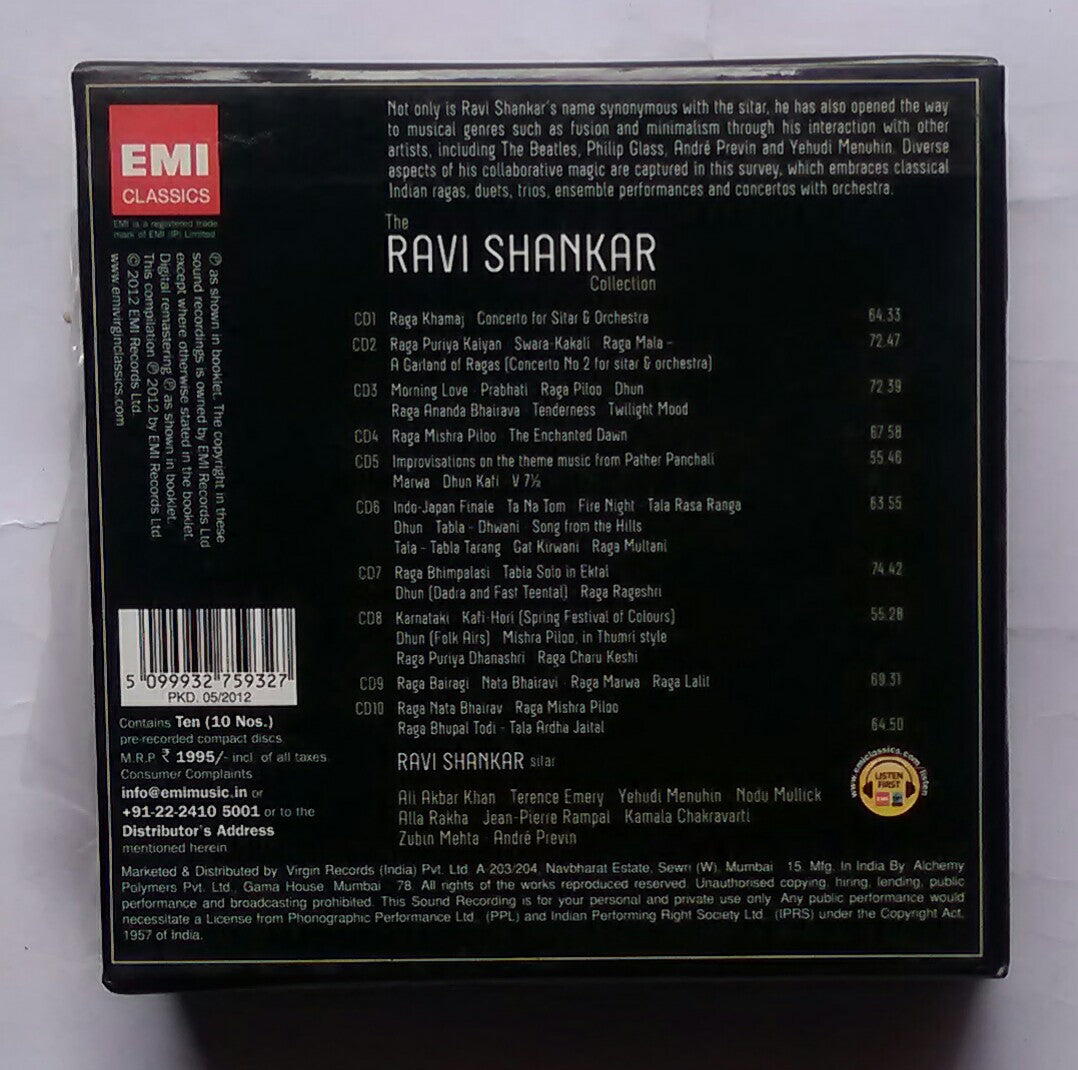 EMI
CLASSICS
EMI is a registered trade
mark of EMI (IP) Limited
Not only is Ravi Shankar's name synonymous with the sitar, he has also opened the way
to musical genres such as fusion and minimalism through his interaction with other
artists, including The Beatles, Philip Glass, André Previn and Yehudi Menuhin. Diverse
aspects of his collaborative magic are captured in this survey, which embraces classical
Indian ragas, duets, trios, ensemble performances and concertos with orchestra.
The
RAVI SHANKAR
Collection
CD1 Raga Khamaj · Concerto for Sitar & Orchestra 64.33
CD2 Raga Puriya Kalyan · Swara-Kakali · Raga Mala – 72.47
A Garland of Ragas (Concerto No 2 for sitar & orchestra)
CD3 Morning Love · Prabhati · Raga Piloo · Dhun 72.39
Raga Ananda Bhairava · Tenderness · Twilight Mood
CD4 Raga Mishra Piloo · The Enchanted Dawn 67.58
CD5 Improvisations on the theme music from Pather Panchali 55.46
Marwa · Dhun Kafi · V 7½
CD6 Indo-Japan Finale · Ta Na Tom · Fire Night · Tala Rasa Ranga 63.55
Dhun · Tabla - Dhwani · Song from the Hills
Tala - Tabla Tarang · Gat Kirwani · Raga Multani
CD7 Raga Bhimpalasi · Tabla Solo in Ektal 74.42
Dhun (Dadra and Fast Teental) · Raga Rageshri
CD8 Karnataki · Kafi-Hori (Spring Festival of Colours) 55.28
Dhun (Folk Airs) · Mishra Piloo, in Thumri style
Raga Puriya Dhanashri · Raga Charu Keshi
CD9 Raga Bairagi · Nata Bhairavi · Raga Marwa · Raga Lalit 69.31
CD10 Raga Nata Bhairav · Raga Mishra Piloo
Raga Bhupal Todi - Tala Ardha Jaital 64.50
RAVI SHANKAR sitar
Ali Akbar Khan · Terence Emery · Yehudi Menuhin · Nodu Mullick
Alla Rakha · Jean-Pierre Rampal · Kamala Chakravarti
Zubin Mehta · André Previn
℗ as shown in booklet. The copyright in these
sound recordings is owned by EMI Records Ltd
except where otherwise stated in the booklet.
Digital remastering ℗ as shown in booklet.
This compilation ℗ 2012 by EMI Records Ltd
© 2012 EMI Records Ltd.
www.emivirginclassics.com
5 099932 759327
PKD. 05/2012
Contains Ten (10 Nos.)
pre-recorded compact discs
M.R.P ₹ 1995/- incl. of all taxes
Consumer Complaints
info@emimusic.in or
+91-22-2410 5001 or to the
Distributor's Address
mentioned herein
www.emiclassics.com/listen
LISTEN
FIRST
Marketed & Distributed by Virgin Records (India) Pvt. Ltd. A-203/204, Navbharat Estate, Sewri (W), Mumbai - 15. Mfg. In India By Alchemy
Polymers Pvt. Ltd., Gama House, Mumbai - 78. All rights of the works reproduced reserved. Unauthorised copying, hiring, lending, public
performance and broadcasting prohibited. This Sound Recording is for your personal and private use only. Any public performance would
necessitate a License from Phonographic Performance Ltd. (PPL) and Indian Performing Right Society Ltd. (IPRS) under the Copyright Act,
1957 of India.